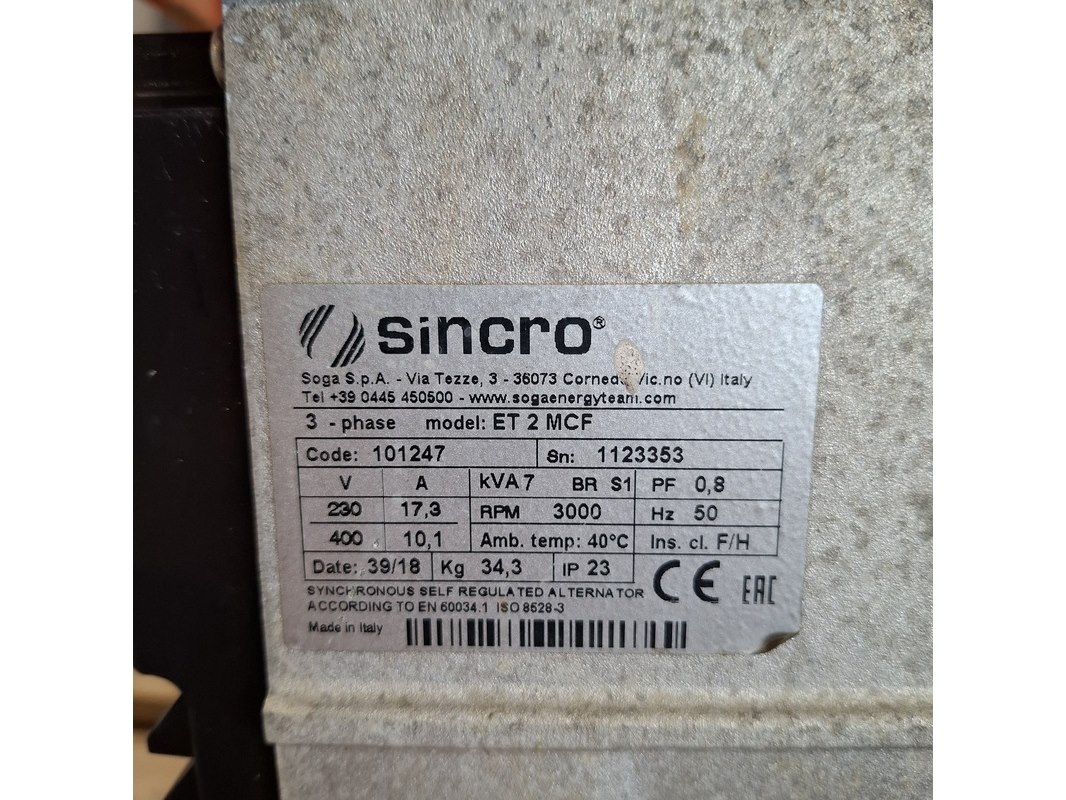 sincro®
Soga S.p.A. - Via Tezze, 3 - 36073 Vic.no (VI) Italy
Tel +39 0445 450500 - www.sogaenergyteam.com
3 - phase model: ET 2 MCF
Code: 101247 Sn: 1123353
V A kVA 7 BR S1 PF 0,8
230 17,3 RPM 3000 Hz 50
400 10,1 Amb. temp: 40°C Ins. cl. F/H
Date: 39/18 Kg 34,3 IP 23 CE EAC
SYNCHRONOUS SELF REGULATED ALTERNATOR
ACCORDING TO EN 60034.1 ISO 8528-3
Made in Italy